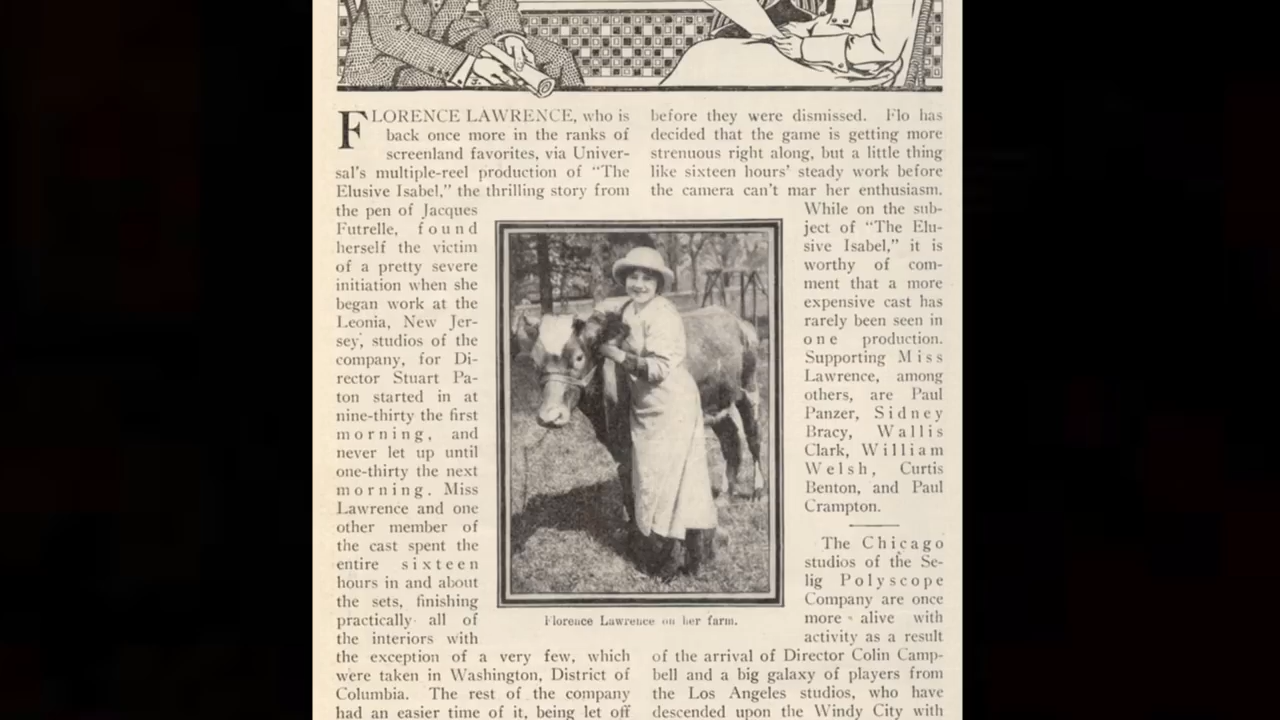 FLORENCE LAWRENCE, who is
back once more in the ranks of
screenland favorites, via Univer-
sal's multiple-reel production of “The
Elusive Isabel,” the thrilling story from
the pen of Jacques
Futrelle, found
herself the victim
of a pretty severe
initiation when she
began work at the
Leonia, New Jer-
sey, studios of the
company, for Di-
rector Stuart Pa-
ton started in at
nine-thirty the first
morning, and
never let up until
one-thirty the next
morning. Miss
Lawrence and one
other member of
the cast spent the
entire sixteen
hours in and about
the sets, finishing
practically all of
the interiors with
the exception of a very few, which
were taken in Washington, District of
Columbia. The rest of the company
had an easier time of it, being let off
Florence Lawrence on her farm.
before they were dismissed. Flo has
decided that the game is getting more
strenuous right along, but a little thing
like sixteen hours' steady work before
the camera can't mar her enthusiasm.
While on the sub-
ject of “The Elu-
sive Isabel,” it is
worthy of com-
ment that a more
expensive cast has
rarely been seen in
one production.
Supporting Miss
Lawrence, among
others, are Paul
Panzer, Sidney
Bracy, Wallis
Clark, William
Welsh, Curtis
Benton, and Paul
Crampton.
The Chicago
studios of the Se-
lig Polyscope
Company are once
more alive with
activity as a result
of the arrival of Director Colin Camp-
bell and a big galaxy of players from
the Los Angeles studios, who have
descended upon the Windy City with